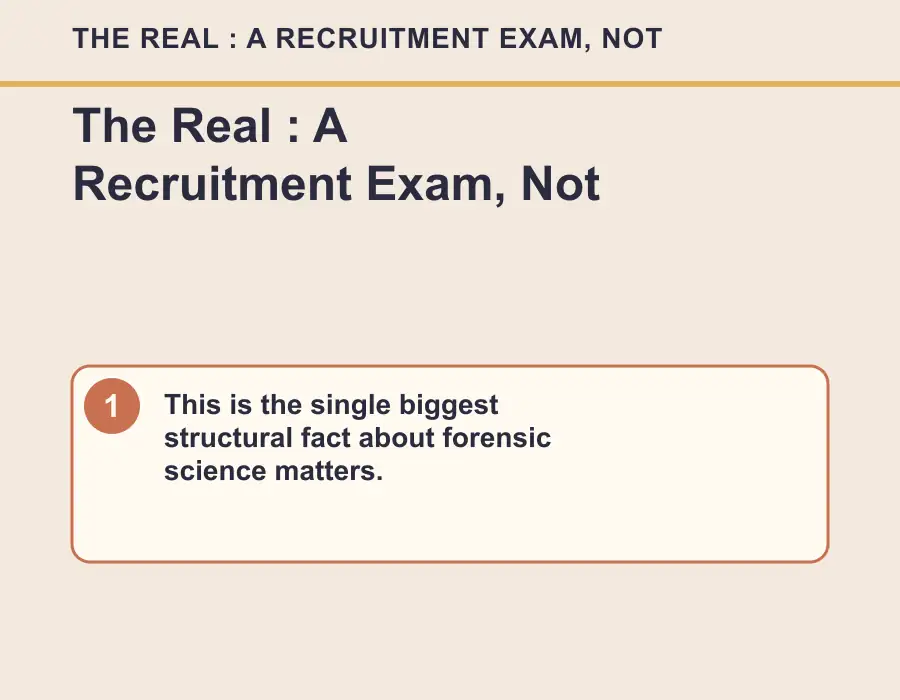 THE REAL : A RECRUITMENT EXAM, NOT
The Real : A
Recruitment Exam, Not
1
This is the single biggest
structural fact about forensic
science matters.